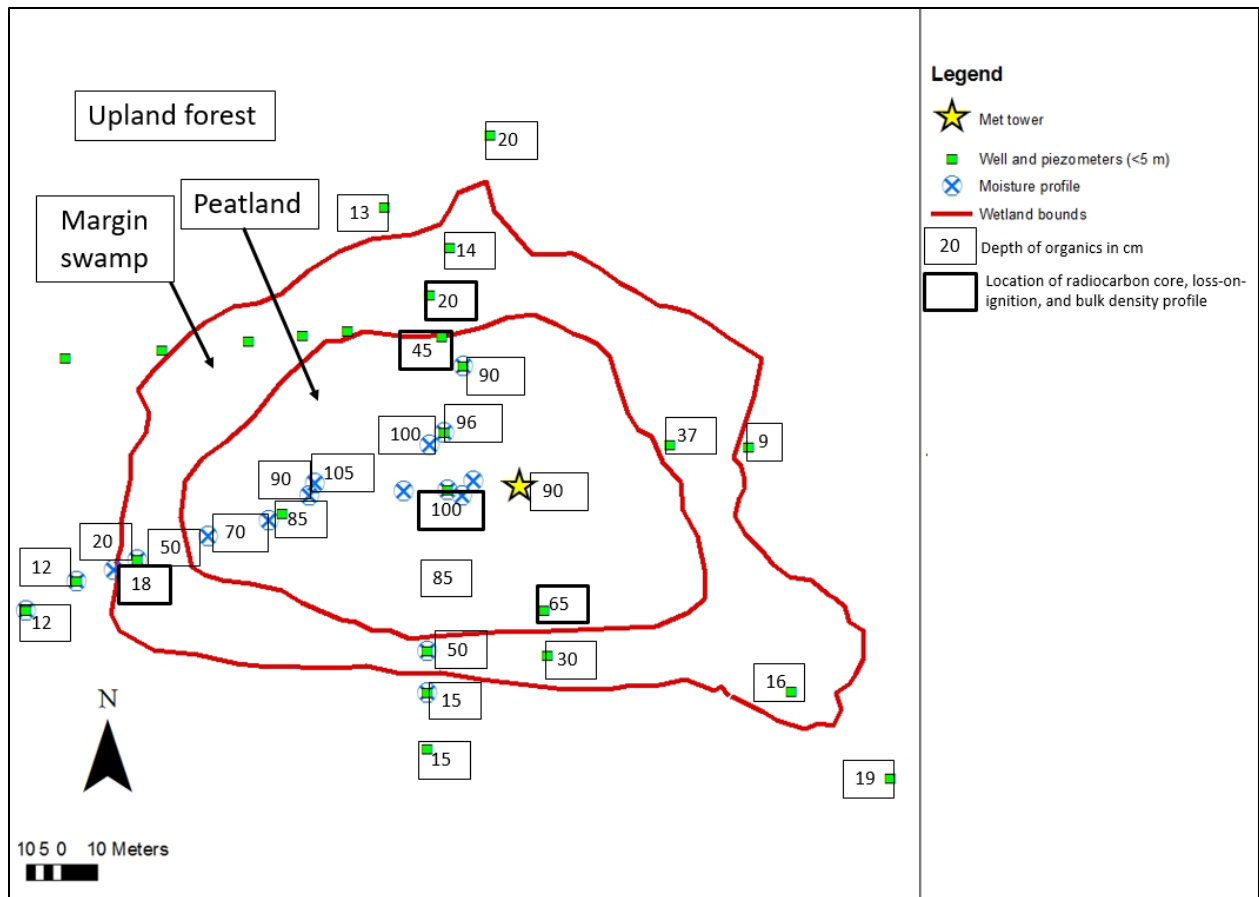 Upland forest
Peatland
Margin
swamp
20
13
14
20
45
90
96
100
37
9
105
90
90
100
85
70
50
20
18
12
12
85
65
50
30
15
16
15
19
N
10 5 0 10 Meters
Legend
Met tower
Well and piezometers (<5 m)
Moisture profile
Wetland bounds
20 Depth of organics in cm
Location of radiocarbon core, loss-on-
ignition, and bulk density profile